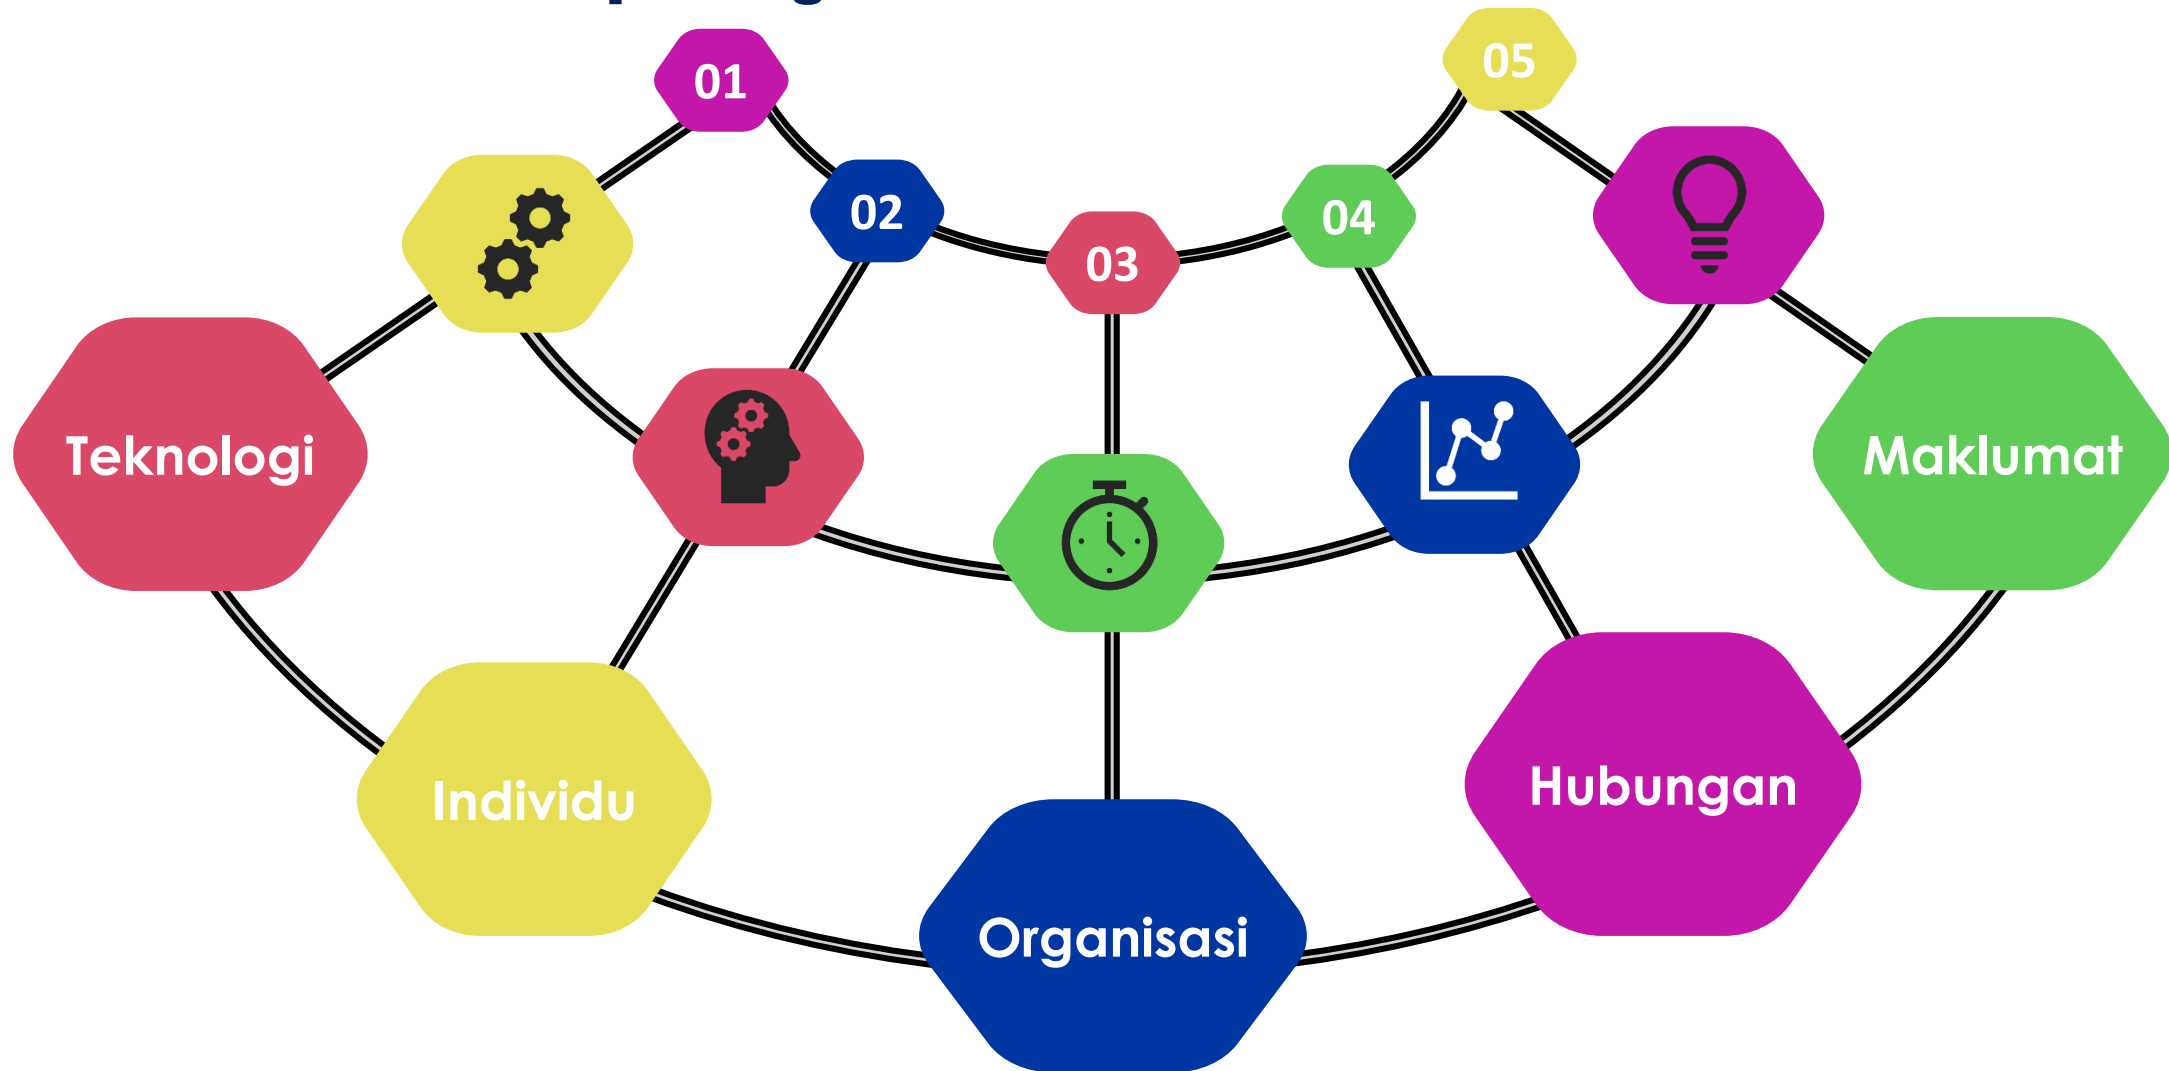 01
05
02
04
03
Teknologi
Maklumat
Individu
Hubungan
Organisasi